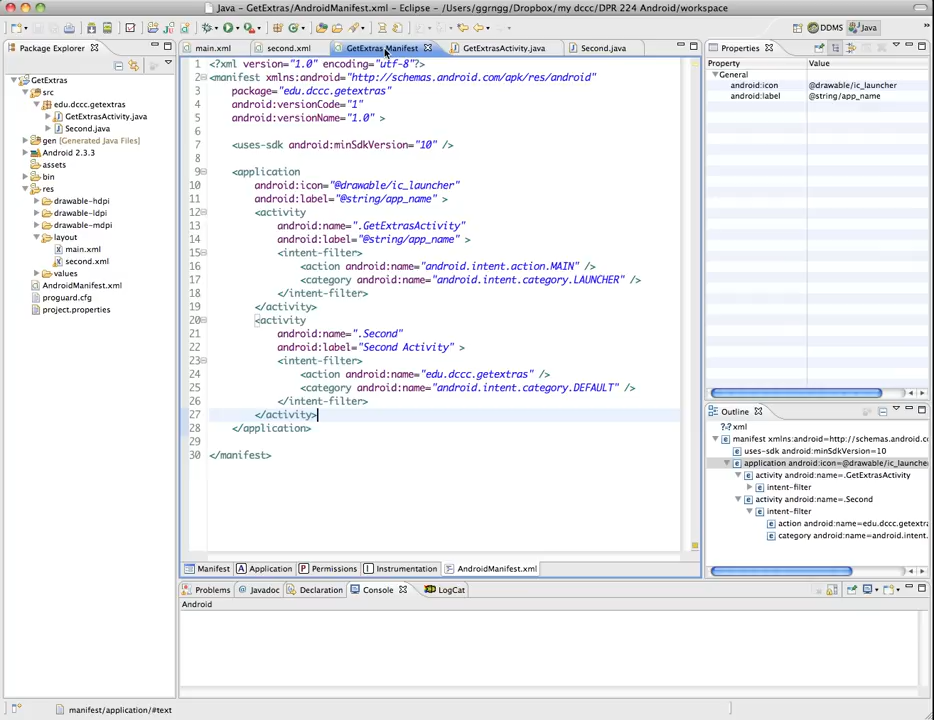 Java - GetExtras/AndroidManifest.xml - Eclipse - /Users/ggrngg/Dropbox/my dccc/DPR 224 Android/workspace
DDMS
Java
Package Explorer
main.xml
second.xml
GetExtras Manifest
GetExtrasActivity.java
Second.java
Properties
GetExtras
src
edu.dccc.getextras
GetExtrasActivity.java
Second.java
gen [Generated Java Files]
Android 2.3.3
assets
bin
res
drawable-hdpi
drawable-ldpi
drawable-mdpi
layout
main.xml
second.xml
values
AndroidManifest.xml
proguard.cfg
project.properties
1 <?xml version="1.0" encoding="utf-8"?>
2 <manifest xmlns:android="http://schemas.android.com/apk/res/android"
3 package="edu.dccc.getextras"
4 android:versionCode="1"
5 android:versionName="1.0" >
6
7 <uses-sdk android:minSdkVersion="10" />
8
9 <application
10 android:icon="@drawable/ic_launcher"
11 android:label="@string/app_name" >
12 <activity
13 android:name=".GetExtrasActivity"
14 android:label="@string/app_name" >
15 <intent-filter>
16 <action android:name="android.intent.action.MAIN" />
17 <category android:name="android.intent.category.LAUNCHER" />
18 </intent-filter>
19 </activity>
20 <activity
21 android:name=".Second"
22 android:label="Second Activity" >
23 <intent-filter>
24 <action android:name="edu.dccc.getextras" />
25 <category android:name="android.intent.category.DEFAULT" />
26 </intent-filter>
27 </activity>
28 </application>
29
30 </manifest>
Manifest
Application
Permissions
Instrumentation
AndroidManifest.xml
Property Value
General
android:icon @drawable/ic_launcher
android:label @string/app_name
Outline
xml
manifest xmlns:android=http://schemas.android.co
uses-sdk android:minSdkVersion=10
application android:icon=@drawable/ic_launche
activity android:name=.GetExtrasActivity
intent-filter
activity android:name=.Second
intent-filter
action android:name=edu.dccc.getextra
category android:name=android.intent.
Problems
Javadoc
Declaration
Console
LogCat
Android
manifest/application/#text